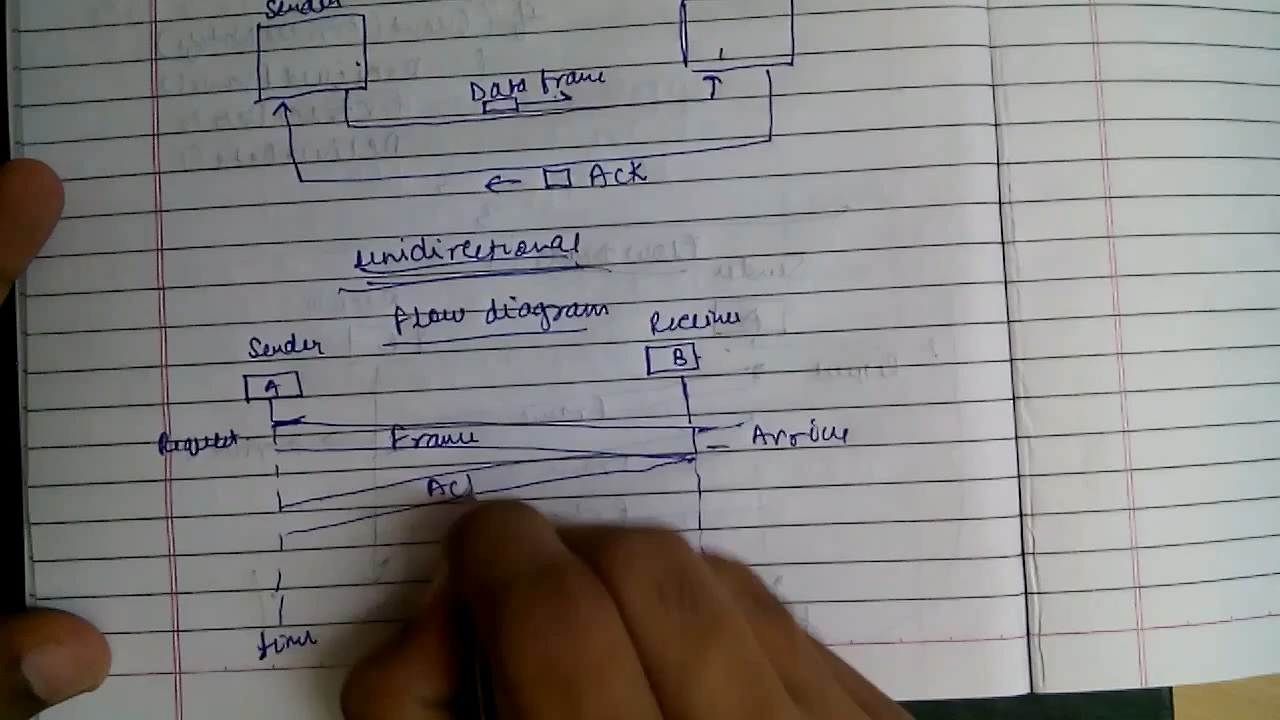 Sender
Data Frame
← Ack
unidirectional
flow diagram
Sender
Receiver
A
B
Request
Frame
Arrive
Ack
time